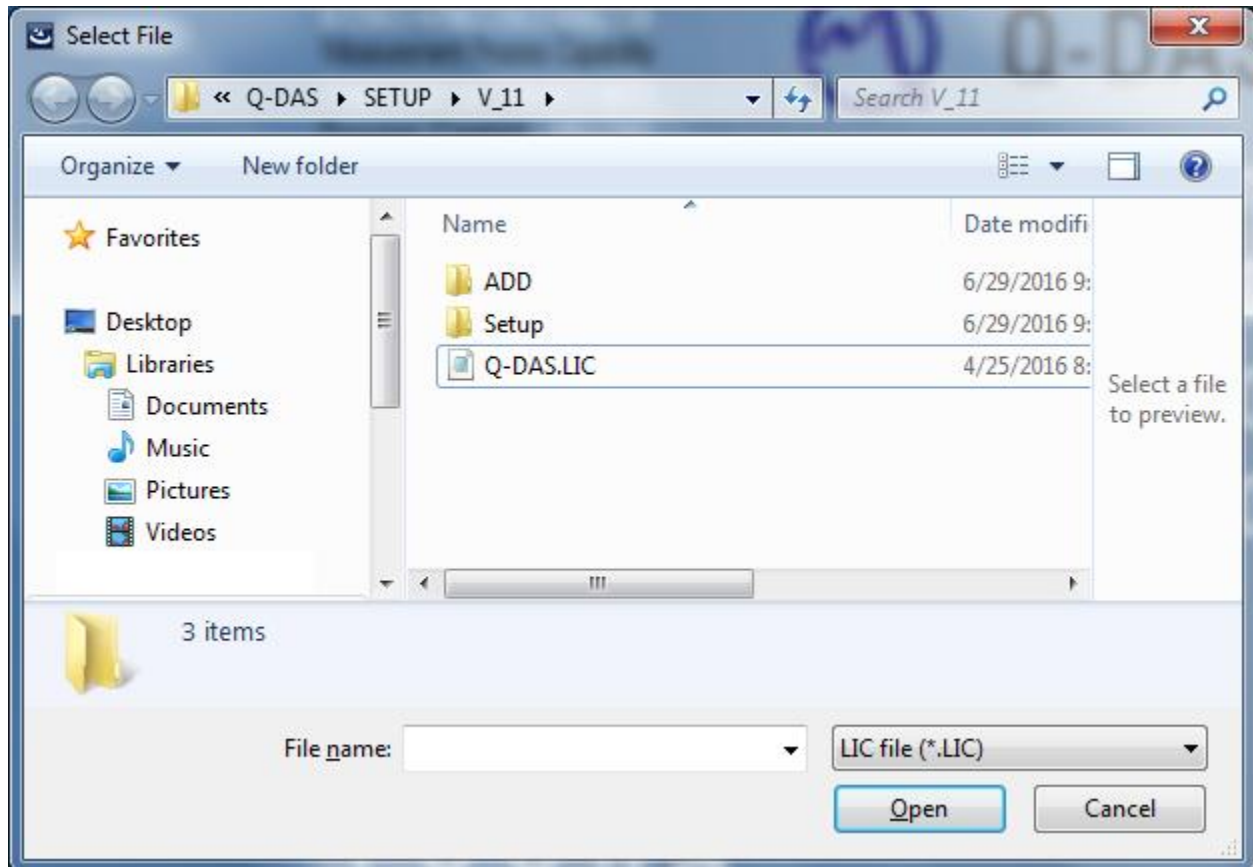 Select File
Q-DAS
« Q-DAS ▸ SETUP ▸ V_11 ▸
Search V_11
Organize
New folder
Name
Date modifi
Favorites
Desktop
Libraries
Documents
Music
Pictures
Videos
ADD 6/29/2016 9:
Setup 6/29/2016 9:
Q-DAS.LIC 4/25/2016 8:
Select a file
to preview.
3 items
File name:
LIC file (*.LIC)
Open
Cancel